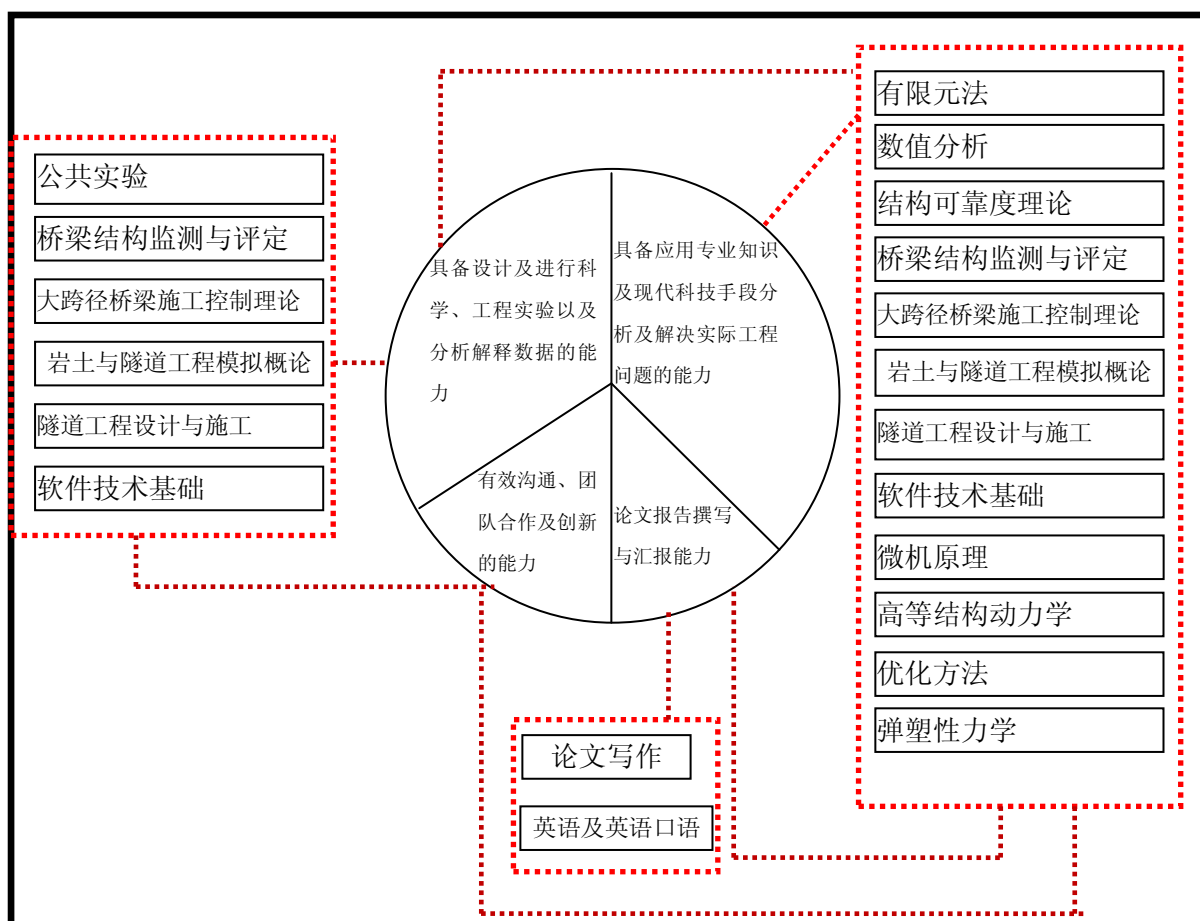 公共实验
桥梁结构监测与评定
大跨径桥梁施工控制理论
岩土与隧道工程模拟概论
隧道工程设计与施工
软件技术基础
具备设计及进行科
学、工程实验以及
分析解释数据的能
力
具备应用专业知识
及现代科技手段分
析及解决实际工程
问题的能力
有效沟通、团
队合作及创新
的能力
论文报告撰写
与汇报能力
论文写作
英语及英语口语
有限元法
数值分析
结构可靠度理论
桥梁结构监测与评定
大跨径桥梁施工控制理论
岩土与隧道工程模拟概论
隧道工程设计与施工
软件技术基础
微机原理
高等结构动力学
优化方法
弹塑性力学